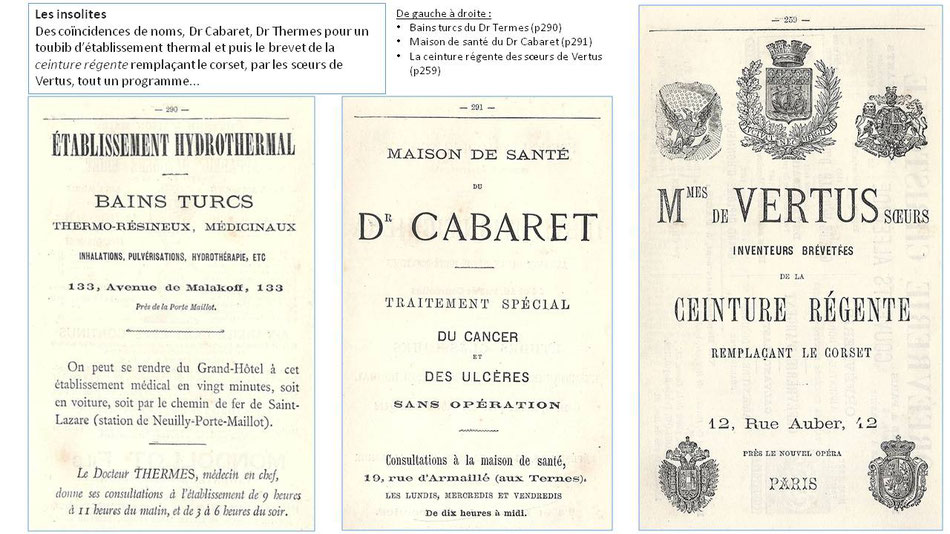 Les insolites
Des coïncidences de noms, Dr Cabaret, Dr Thermes pour un
toubib d'établissement thermal et puis le brevet de la
ceinture régente remplaçant le corset, par les sœurs de
Vertus, tout un programme...
De gauche à droite :
• Bains turcs du Dr Termes (p290)
• Maison de santé du Dr Cabaret (p291)
• La ceinture régente des sœurs de Vertus
(p259)
— 290 —
ÉTABLISSEMENT HYDROTHERMAL
BAINS TURCS
THERMO-RÉSINEUX, MÉDICINAUX
INHALATIONS, PULVÉRISATIONS, HYDROTHÉRAPIE, ETC
133, Avenue de Malakoff, 133
Près de la Porte Maillot.
On peut se rendre du Grand-Hôtel à cet
établissement médical en vingt minutes, soit
en voiture, soit par le chemin de fer de Saint-
Lazare (station de Neuilly-Porte-Maillot).
Le Docteur THERMES, médecin en chef,
donne ses consultations à l'établissement de 9 heures
à 11 heures du matin, et de 3 à 6 heures du soir.
— 291 —
MAISON DE SANTÉ
DU
DR CABARET
TRAITEMENT SPÉCIAL
DU CANCER
ET
DES ULCÈRES
SANS OPÉRATION
Consultations à la maison de santé,
19, rue d'Armaillé (aux Ternes),
LES LUNDIS, MERCREDIS ET VENDREDIS
De dix heures à midi.
— 259 —
MMES DE VERTUS SŒURS
INVENTEURS BRÉVETÉES
DE LA
CEINTURE RÉGENTE
REMPLAÇANT LE CORSET
12, Rue Auber, 12
PRÈS LE NOUVEL OPÉRA
PARIS